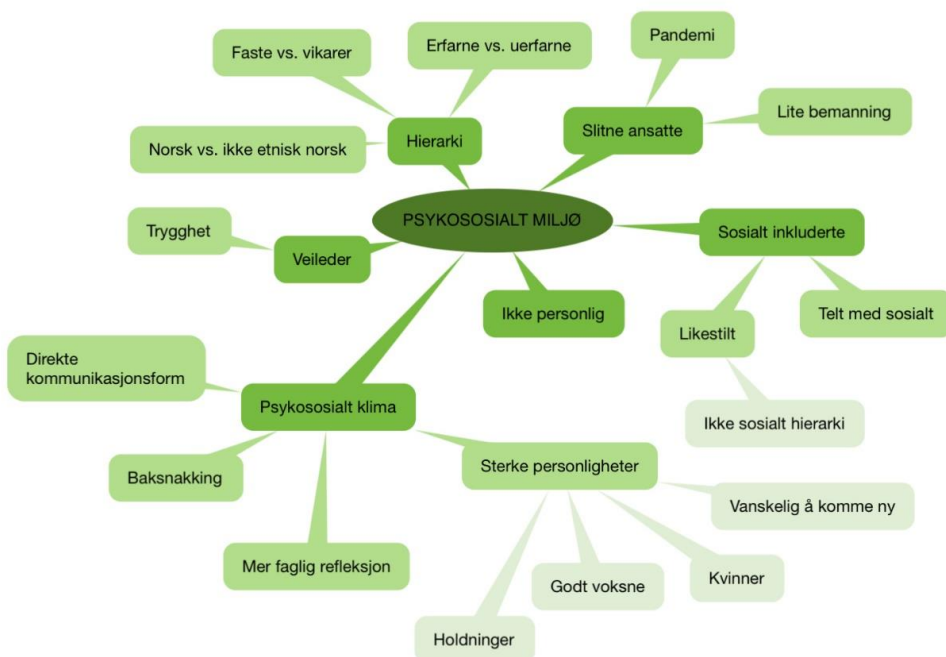 Faste vs. vikarer
Erfarne vs. uerfarne
Pandemi
Lite bemanning
Norsk vs. ikke etnisk norsk
Hierarki
Slitne ansatte
PSYKOSOSIALT MILJØ
Trygghet
Veileder
Sosialt inkluderte
Ikke personlig
Likestilt
Telt med sosialt
Direkte
kommunikasjonsform
Psykososialt klima
Ikke sosialt hierarki
Baksnakking
Sterke personligheter
Vanskelig å komme ny
Mer faglig refleksjon
Godt voksne
Kvinner
Holdninger